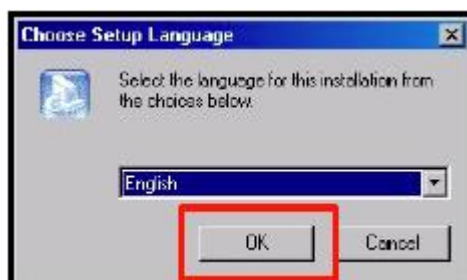 Choose Setup Language
Select the language for this installation from
the choices below.
English
OK
Cancel